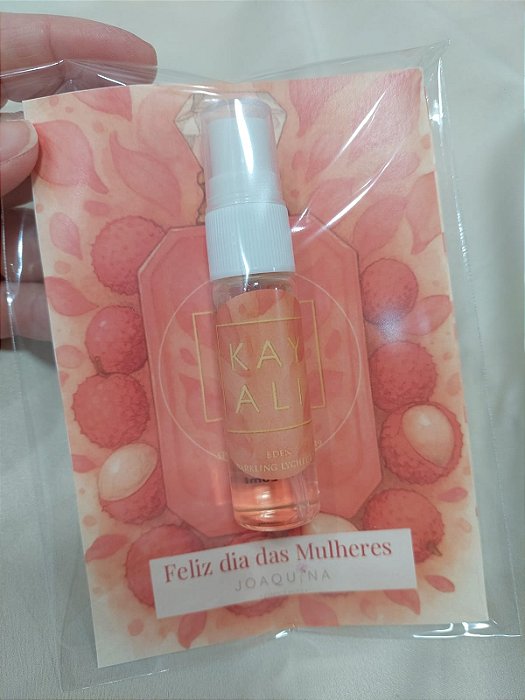 KAY
ALI
EDEN
SPARKLING LYCHEE
Feliz dia das Mulheres
JOAQUINA